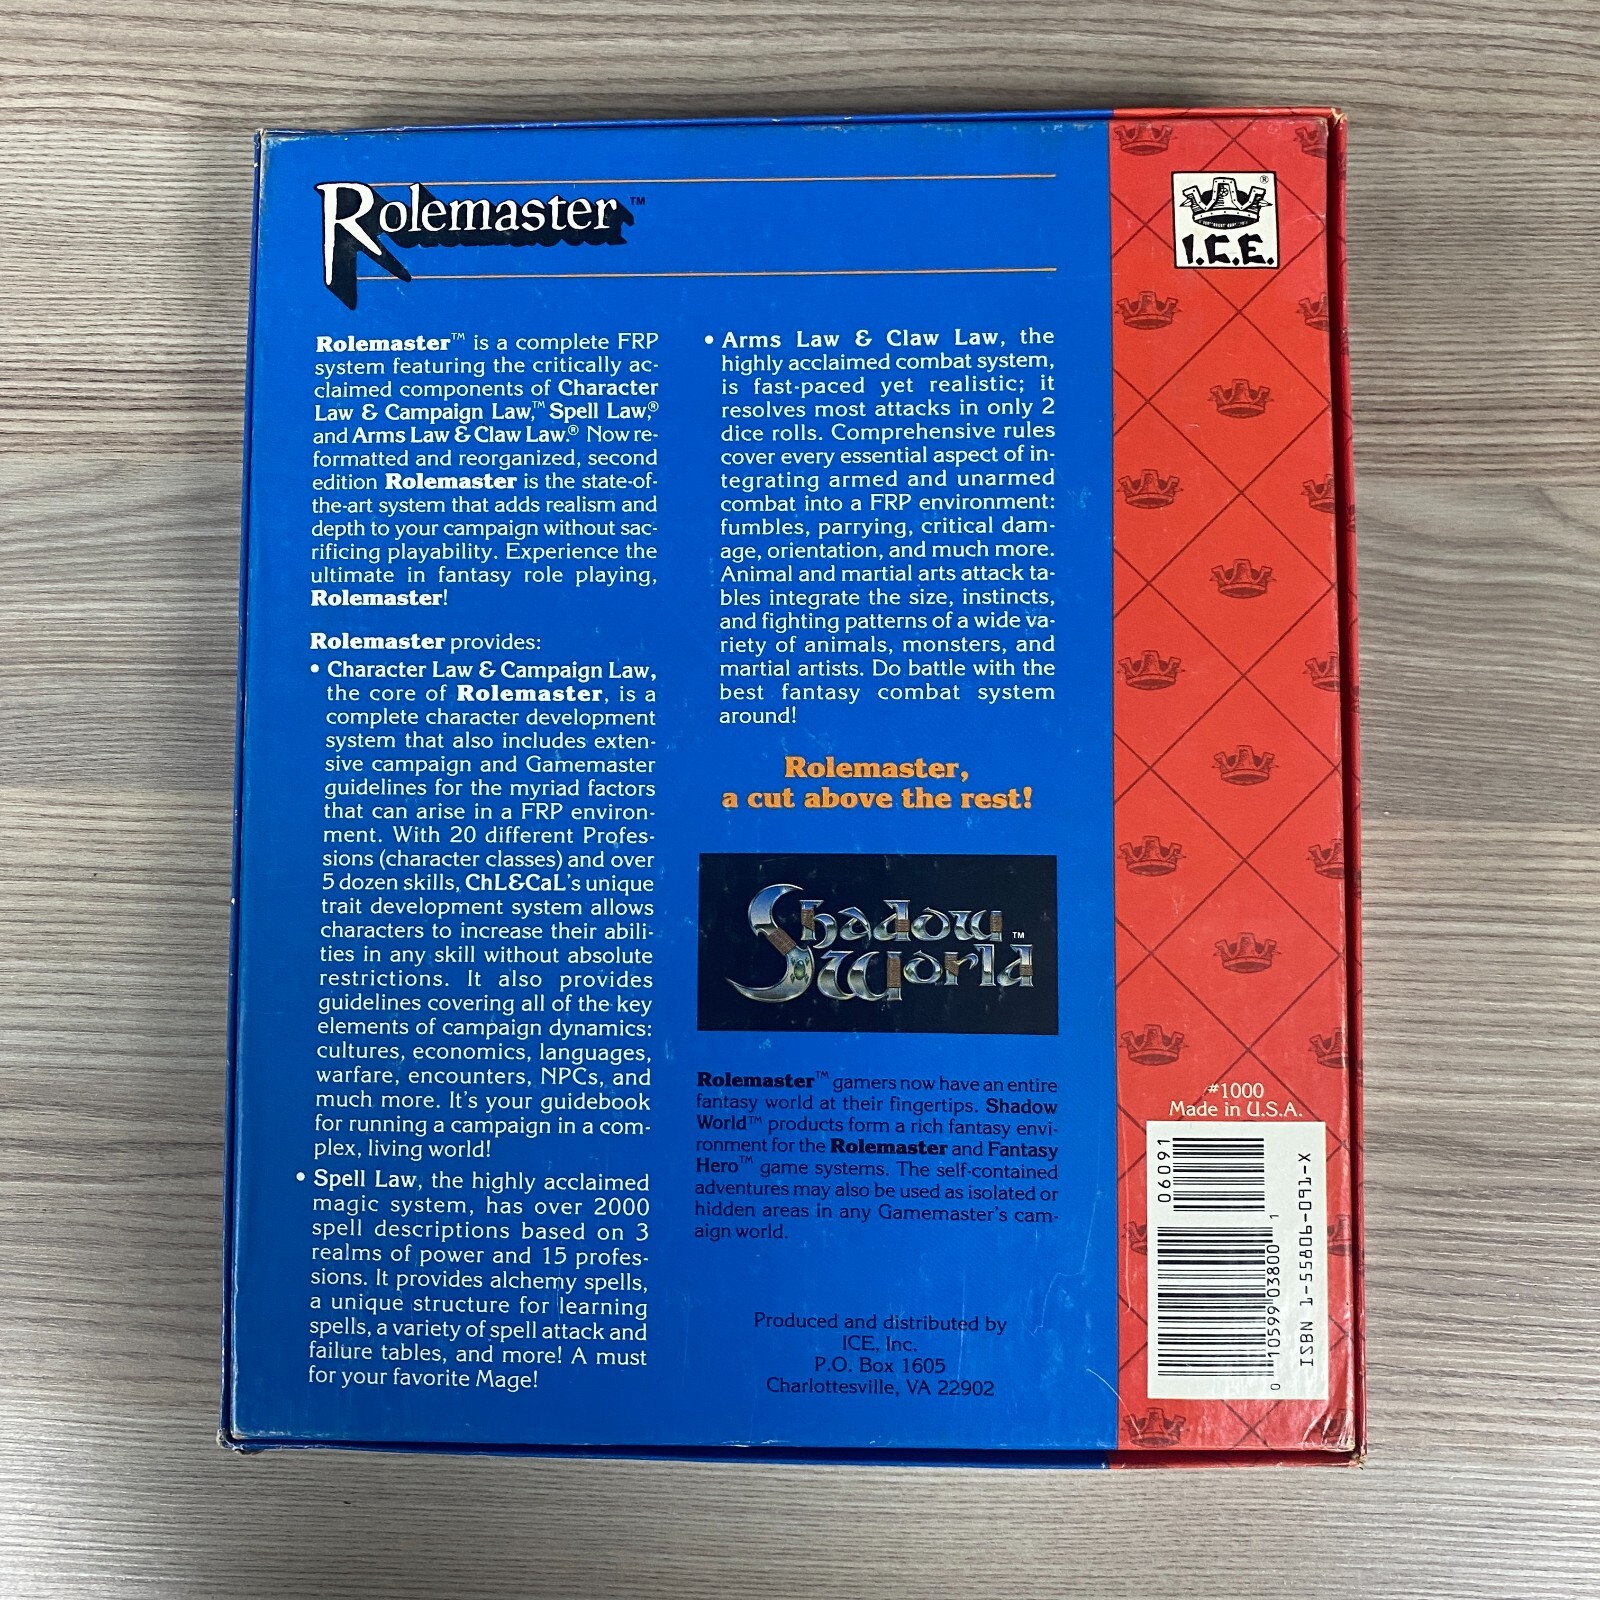 Rolemaster™
Rolemaster™ is a complete FRP
system featuring the critically ac-
claimed components of Character
Law & Campaign Law,™ Spell Law,®
and Arms Law & Claw Law.® Now re-
formatted and reorganized, second
edition Rolemaster is the state-of-
the-art system that adds realism and
depth to your campaign without sac-
rificing playability. Experience the
ultimate in fantasy role playing,
Rolemaster!
Rolemaster provides:
• Character Law & Campaign Law,
the core of Rolemaster, is a
complete character development
system that also includes exten-
sive campaign and Gamemaster
guidelines for the myriad factors
that can arise in a FRP environ-
ment. With 20 different Profes-
sions (character classes) and over
5 dozen skills, ChL&CaL's unique
trait development system allows
characters to increase their abili-
ties in any skill without absolute
restrictions. It also provides
guidelines covering all of the key
elements of campaign dynamics:
cultures, economics, languages,
warfare, encounters, NPCs, and
much more. It's your guidebook
for running a campaign in a com-
plex, living world!
• Spell Law, the highly acclaimed
magic system, has over 2000
spell descriptions based on 3
realms of power and 15 profes-
sions. It provides alchemy spells,
a unique structure for learning
spells, a variety of spell attack and
failure tables, and more! A must
for your favorite Mage!
• Arms Law & Claw Law, the
highly acclaimed combat system,
is fast-paced yet realistic; it
resolves most attacks in only 2
dice rolls. Comprehensive rules
cover every essential aspect of in-
tegrating armed and unarmed
combat into a FRP environment:
fumbles, parrying, critical dam-
age, orientation, and much more.
Animal and martial arts attack ta-
bles integrate the size, instincts,
and fighting patterns of a wide va-
riety of animals, monsters, and
martial artists. Do battle with the
best fantasy combat system
around!
Rolemaster,
a cut above the rest!
Shadow
World™
Rolemaster™ gamers now have an entire
fantasy world at their fingertips. Shadow
World™ products form a rich fantasy envi-
ronment for the Rolemaster and Fantasy
Hero™ game systems. The self-contained
adventures may also be used as isolated or
hidden areas in any Gamemaster's cam-
aign world.
Produced and distributed by
ICE, Inc.
P.O. Box 1605
Charlottesville, VA 22902
®
I.C.E.
#1000
Made in U.S.A.
06091
0 10599 03800 1
ISBN 1-55806-091-X